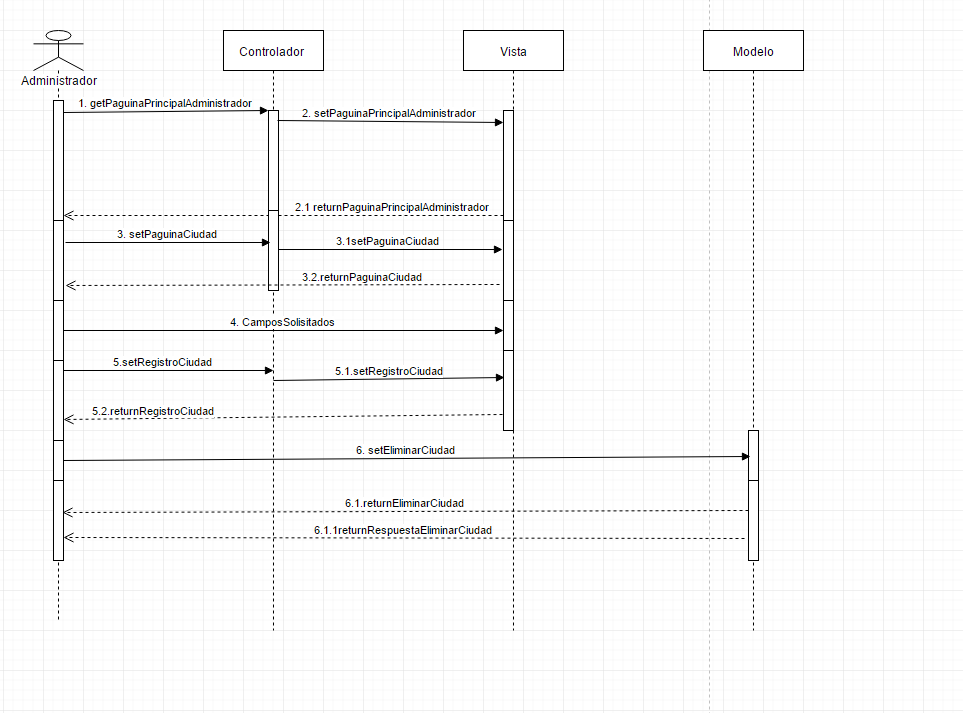 Controlador
Vista
Modelo
Administrador
1. getPaguinaPrincipalAdministrador
2. setPaguinaPrincipalAdministrador
2.1 returnPaguinaPrincipalAdministrador
3. setPaguinaCiudad
3.1setPaguinaCiudad
3.2.returnPaguinaCiudad
4. CamposSolisitados
5.setRegistroCiudad
5.1.setRegistroCiudad
5.2.returnRegistroCiudad
6. setEliminarCiudad
6.1.returnEliminarCiudad
6.1.1returnRespuestaEliminarCiudad